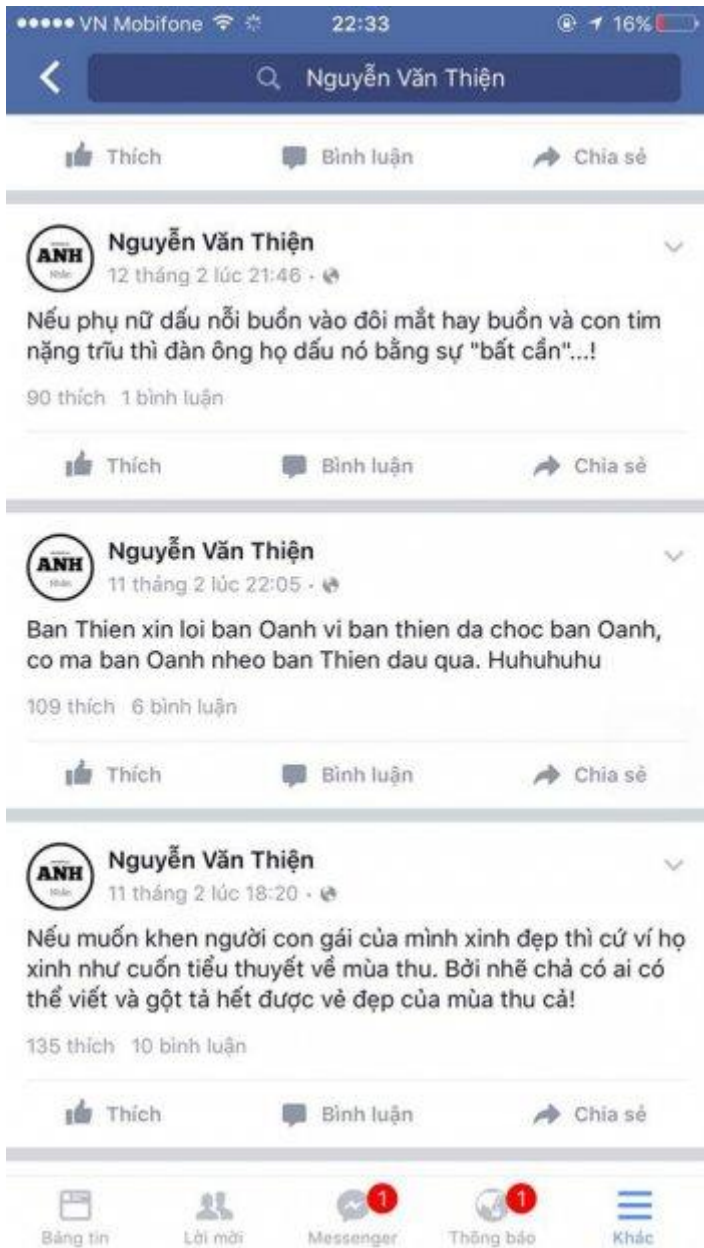 VN Mobifone 22:33 16%
Nguyễn Văn Thiện
Thích Bình luận Chia sẻ
ANH
Nguyễn Văn Thiện
12 tháng 2 lúc 21:46 ·
Nếu phụ nữ dấu nỗi buồn vào đôi mắt hay buồn và con tim
nặng trĩu thì đàn ông họ dấu nó bằng sự "bất cần"...!
90 thích 1 bình luận
Thích Bình luận Chia sẻ
ANH
Nguyễn Văn Thiện
11 tháng 2 lúc 22:05 ·
Ban Thien xin loi ban Oanh vi ban thien da choc ban Oanh,
co ma ban Oanh nheo ban Thien dau qua. Huhuhuhu
109 thích 6 bình luận
Thích Bình luận Chia sẻ
ANH
Nguyễn Văn Thiện
11 tháng 2 lúc 18:20 ·
Nếu muốn khen người con gái của mình xinh đẹp thì cứ ví họ
xinh như cuốn tiểu thuyết về mùa thu. Bởi nhẽ chả có ai có
thể viết và gột tả hết được vẻ đẹp của mùa thu cả!
135 thích 10 bình luận
Thích Bình luận Chia sẻ
1 1
Bảng tin Lời mời Messenger Thông báo Khác